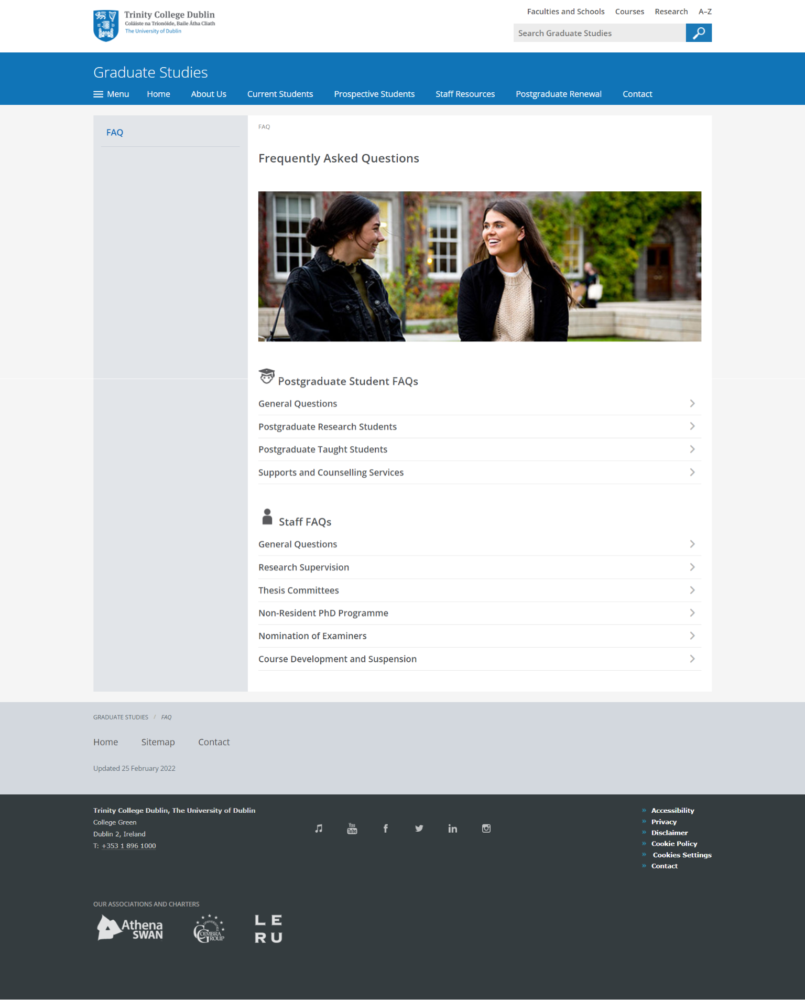 Trinity College Dublin
Coláiste na Tríonóide, Baile Átha Cliath
The University of Dublin
Faculties and Schools Courses Research A–Z
Search Graduate Studies
Graduate Studies
Menu Home About Us Current Students Prospective Students Staff Resources Postgraduate Renewal Contact
FAQ
FAQ
Frequently Asked Questions
Postgraduate Student FAQs
General Questions
Postgraduate Research Students
Postgraduate Taught Students
Supports and Counselling Services
Staff FAQs
General Questions
Research Supervision
Thesis Committees
Non-Resident PhD Programme
Nomination of Examiners
Course Development and Suspension
GRADUATE STUDIES / FAQ
Home Sitemap Contact
Updated 25 February 2022
Trinity College Dublin, The University of Dublin
College Green
Dublin 2, Ireland
T: +353 1 896 1000
You
Tube
» Accessibility
» Privacy
» Disclaimer
» Cookie Policy
» Cookies Settings
» Contact
OUR ASSOCIATIONS AND CHARTERS
Athena
SWAN
UNIVERSITIES
COIMBRA
GROUP
LE
RU